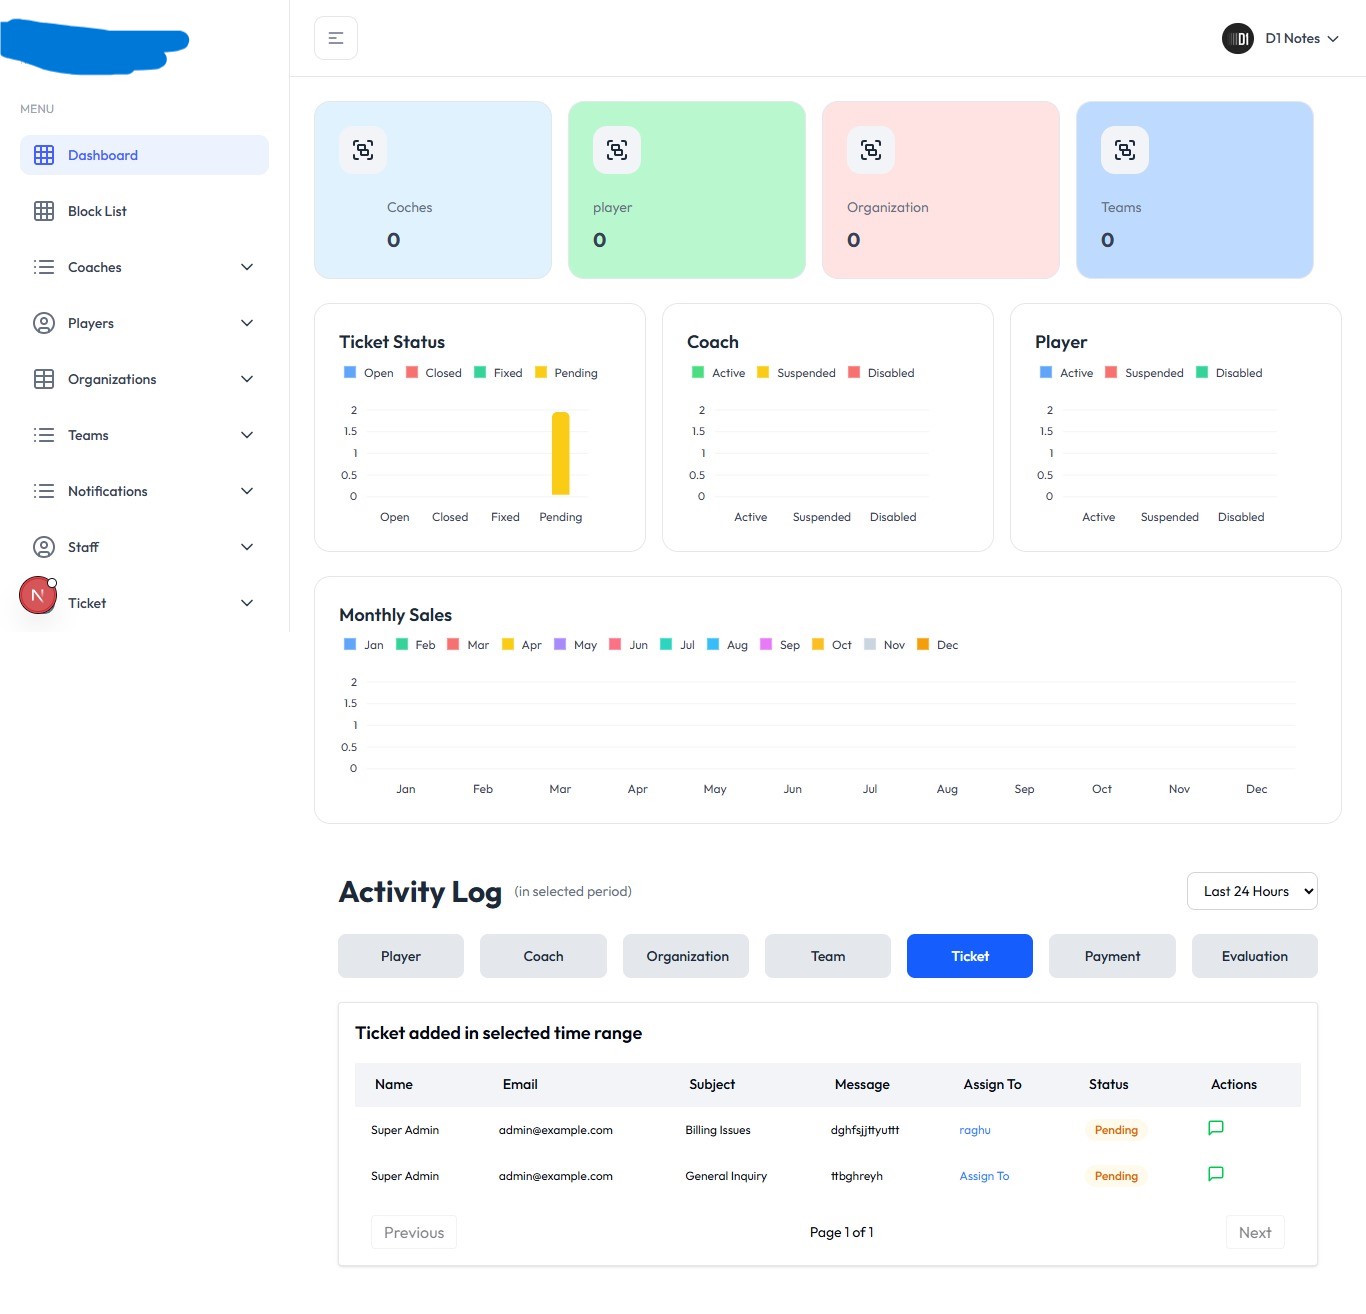 D1 D1 Notes
MENU
Dashboard
Block List
Coaches
Players
Organizations
Teams
Notifications
Staff
N Ticket
Coches
0
player
0
Organization
0
Teams
0
Ticket Status
Open Closed Fixed Pending
2
1.5
1
0.5
0
Open Closed Fixed Pending
Coach
Active Suspended Disabled
2
1.5
1
0.5
0
Active Suspended Disabled
Player
Active Suspended Disabled
2
1.5
1
0.5
0
Active Suspended Disabled
Monthly Sales
Jan Feb Mar Apr May Jun Jul Aug Sep Oct Nov Dec
2
1.5
1
0.5
0
Jan Feb Mar Apr May Jun Jul Aug Sep Oct Nov Dec
Activity Log (in selected period) Last 24 Hours
Player Coach Organization Team Ticket Payment Evaluation
Ticket added in selected time range
Name Email Subject Message Assign To Status Actions
Super Admin admin@example.com Billing Issues dghfsjjttyuttt raghu Pending
Super Admin admin@example.com General Inquiry ttbghreyh Assign To Pending
Previous Page 1 of 1 Next